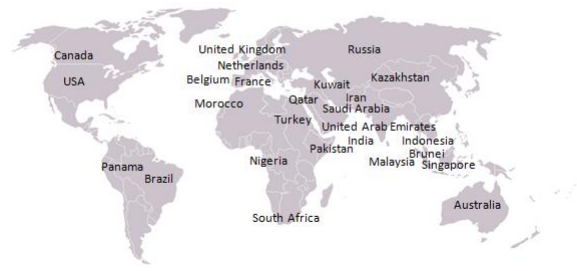 Canada
United Kingdom
Russia
Netherlands
USA
Belgium
France
Kazakhstan
Kuwait
Morocco
Qatar
Iran
Saudi Arabia
Turkey
United Arab Emirates
India
Indonesia
Pakistan
Brunei
Nigeria
Malaysia
Singapore
Panama
Brazil
Australia
South Africa